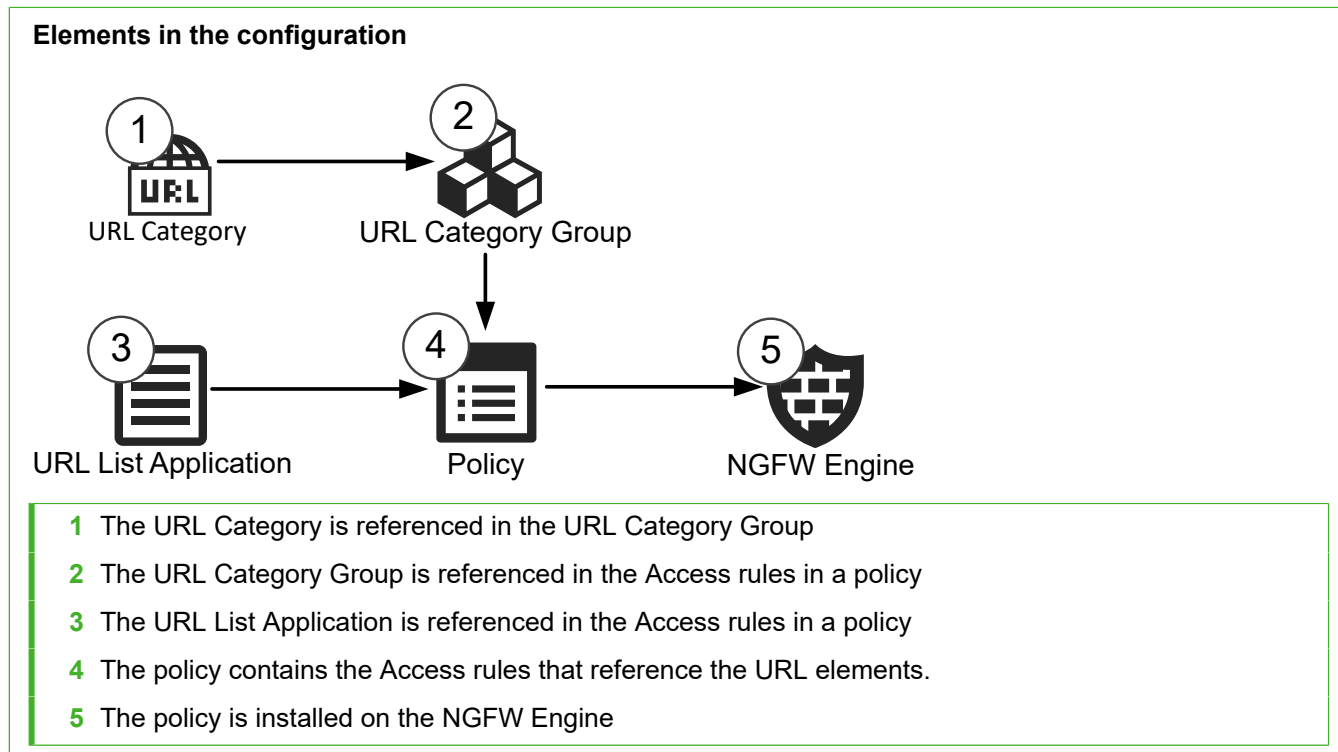 Elements in the configuration
1
2
URL
URL Category
URL Category Group
3
4
5
URL List Application
Policy
NGFW Engine
1 The URL Category is referenced in the URL Category Group
2 The URL Category Group is referenced in the Access rules in a policy
3 The URL List Application is referenced in the Access rules in a policy
4 The policy contains the Access rules that reference the URL elements.
5 The policy is installed on the NGFW Engine